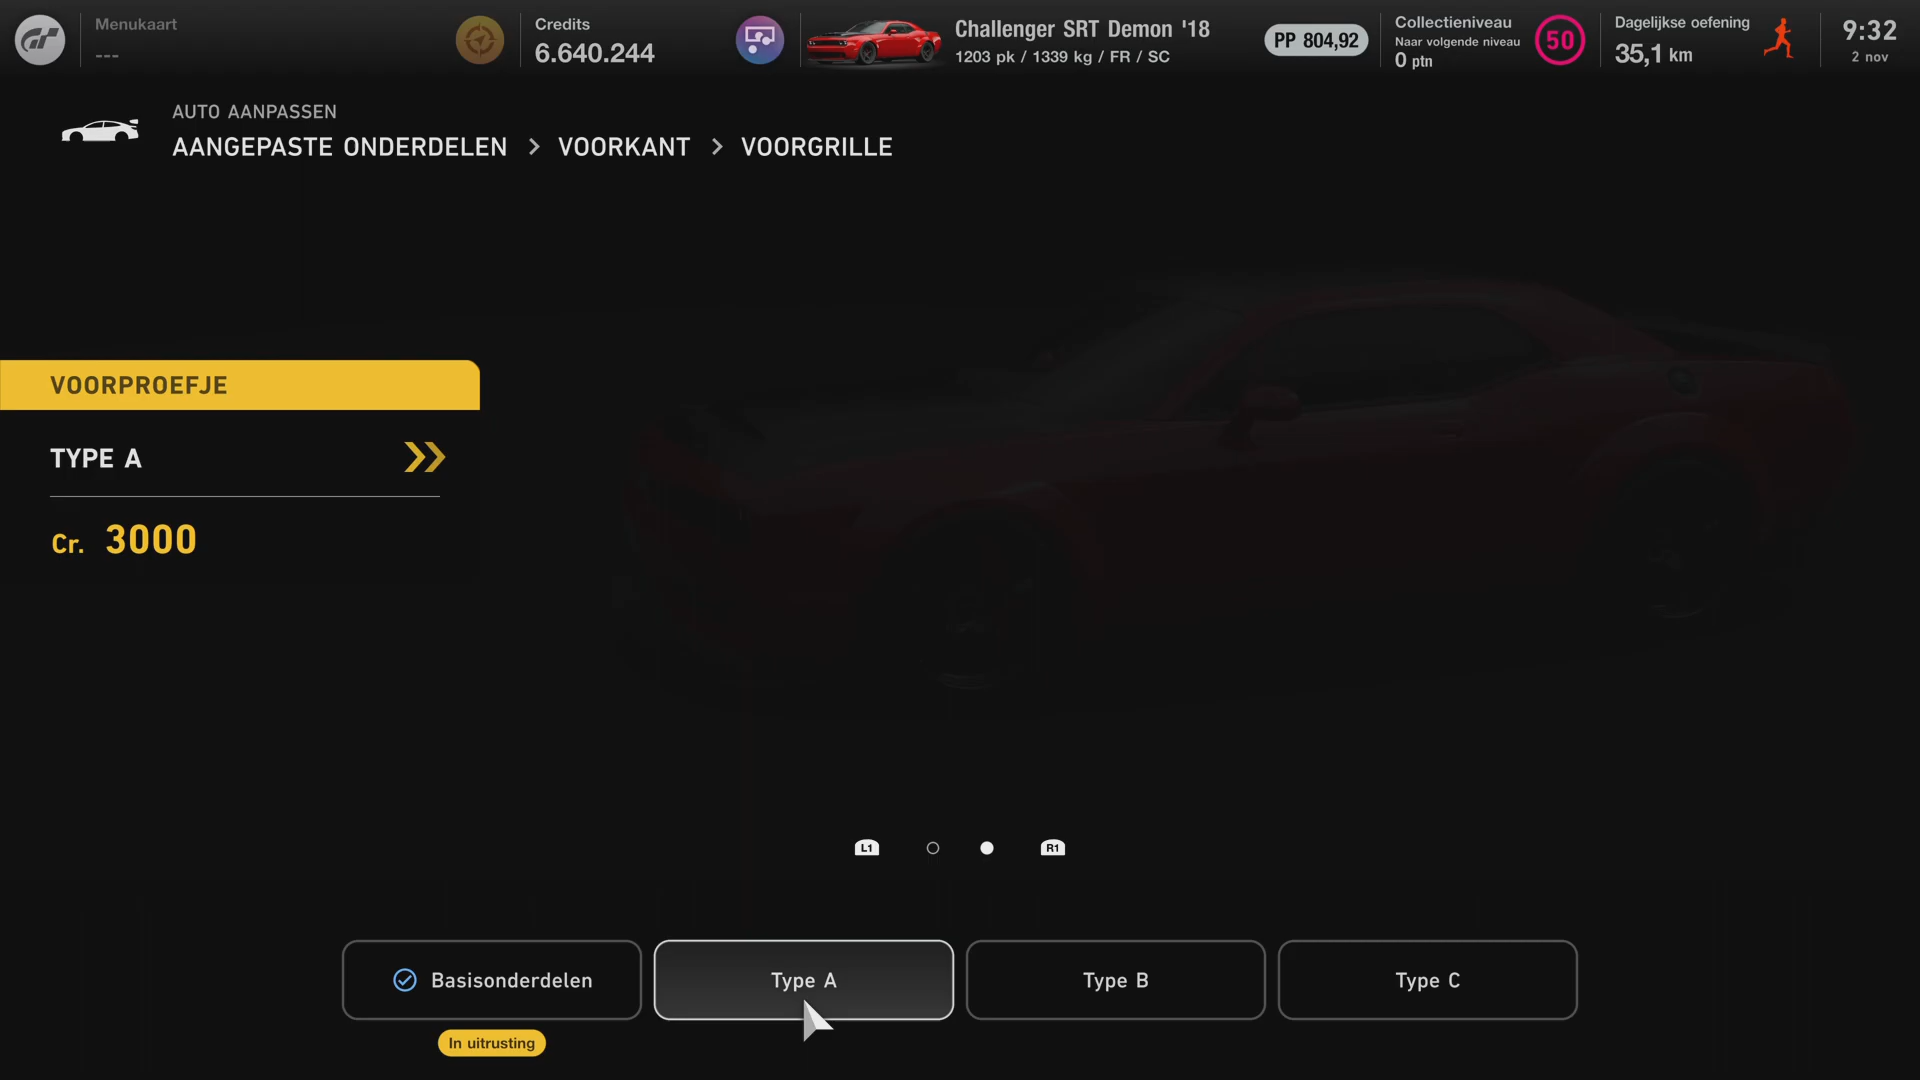 Menukaart
---
Credits
6.640.244
Challenger SRT Demon '18
1203 pk / 1339 kg / FR / SC
PP 804,92
Collectieniveau
Naar volgende niveau
0 ptn
50
Dagelijkse oefening
35,1 km
9:32
2 nov
AUTO AANPASSEN
AANGEPASTE ONDERDELEN > VOORKANT > VOORGRILLE
VOORPROEFJE
TYPE A
Cr. 3000
L1
R1
Basisonderdelen
Type A
Type B
Type C
In uitrusting